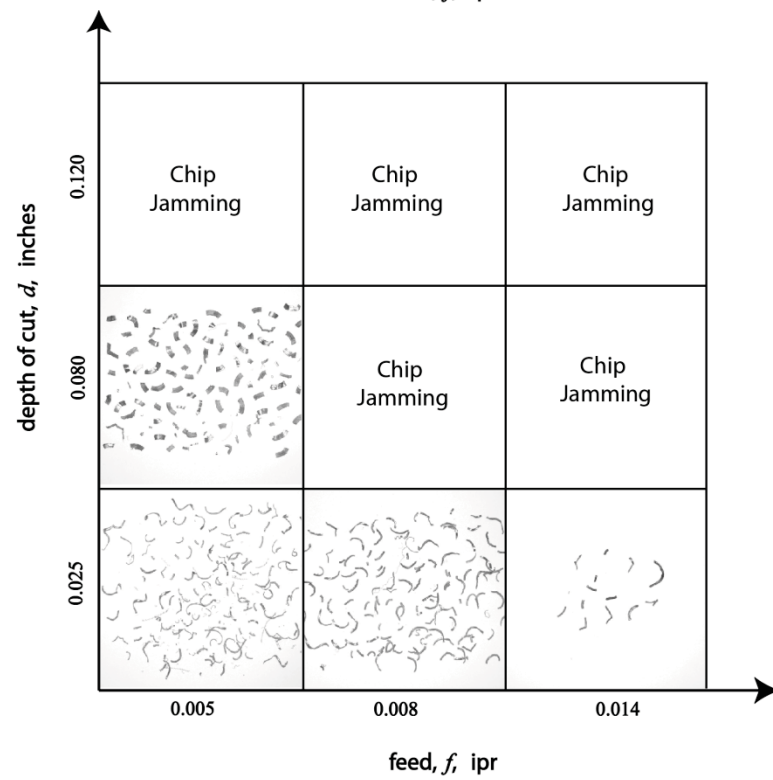 Chip
Jamming
Chip
Jamming
Chip
Jamming
Chip
Jamming
Chip
Jamming
depth of cut, d, inches
0.120
0.080
0.025
0.005
0.008
0.014
feed, f, ipr